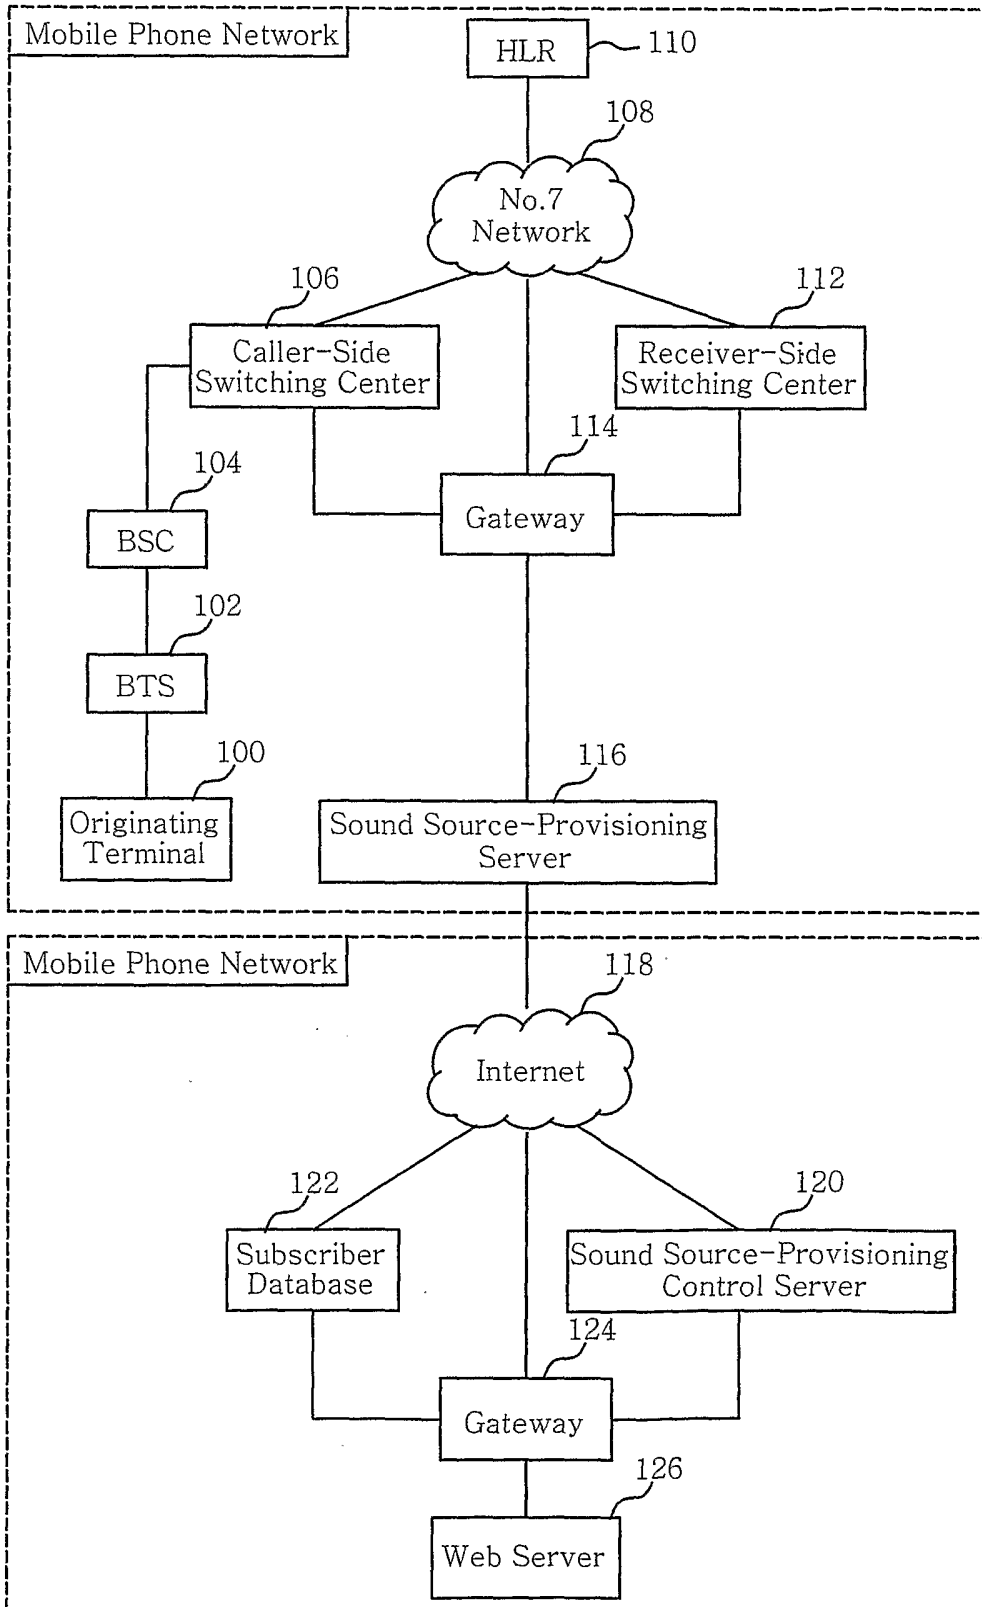 Mobile Phone Network
HLR
110
108
No.7
Network
106
112
Caller-Side
Switching Center
Receiver-Side
Switching Center
114
104
Gateway
BSC
102
BTS
100
116
Originating
Terminal
Sound Source-Provisioning
Server
Mobile Phone Network
118
Internet
122
120
Subscriber
Database
Sound Source-Provisioning
Control Server
124
Gateway
126
Web Server